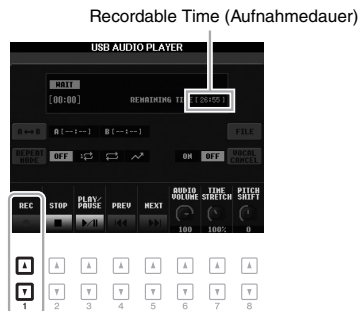 Recordable Time (Aufnahmedauer)
USB AUDIO PLAYER
WAIT
[00:00] REMAINING TIME[26:55]
A↔B A[--:--] B[--:--] FILE
REPEAT MODE OFF 1 ON OFF VOCAL CANCEL
REC STOP PLAY/PAUSE PREV NEXT AUDIO VOLUME TIME STRETCH PITCH SHIFT
100 100% 0
1 2 3 4 5 6 7 8